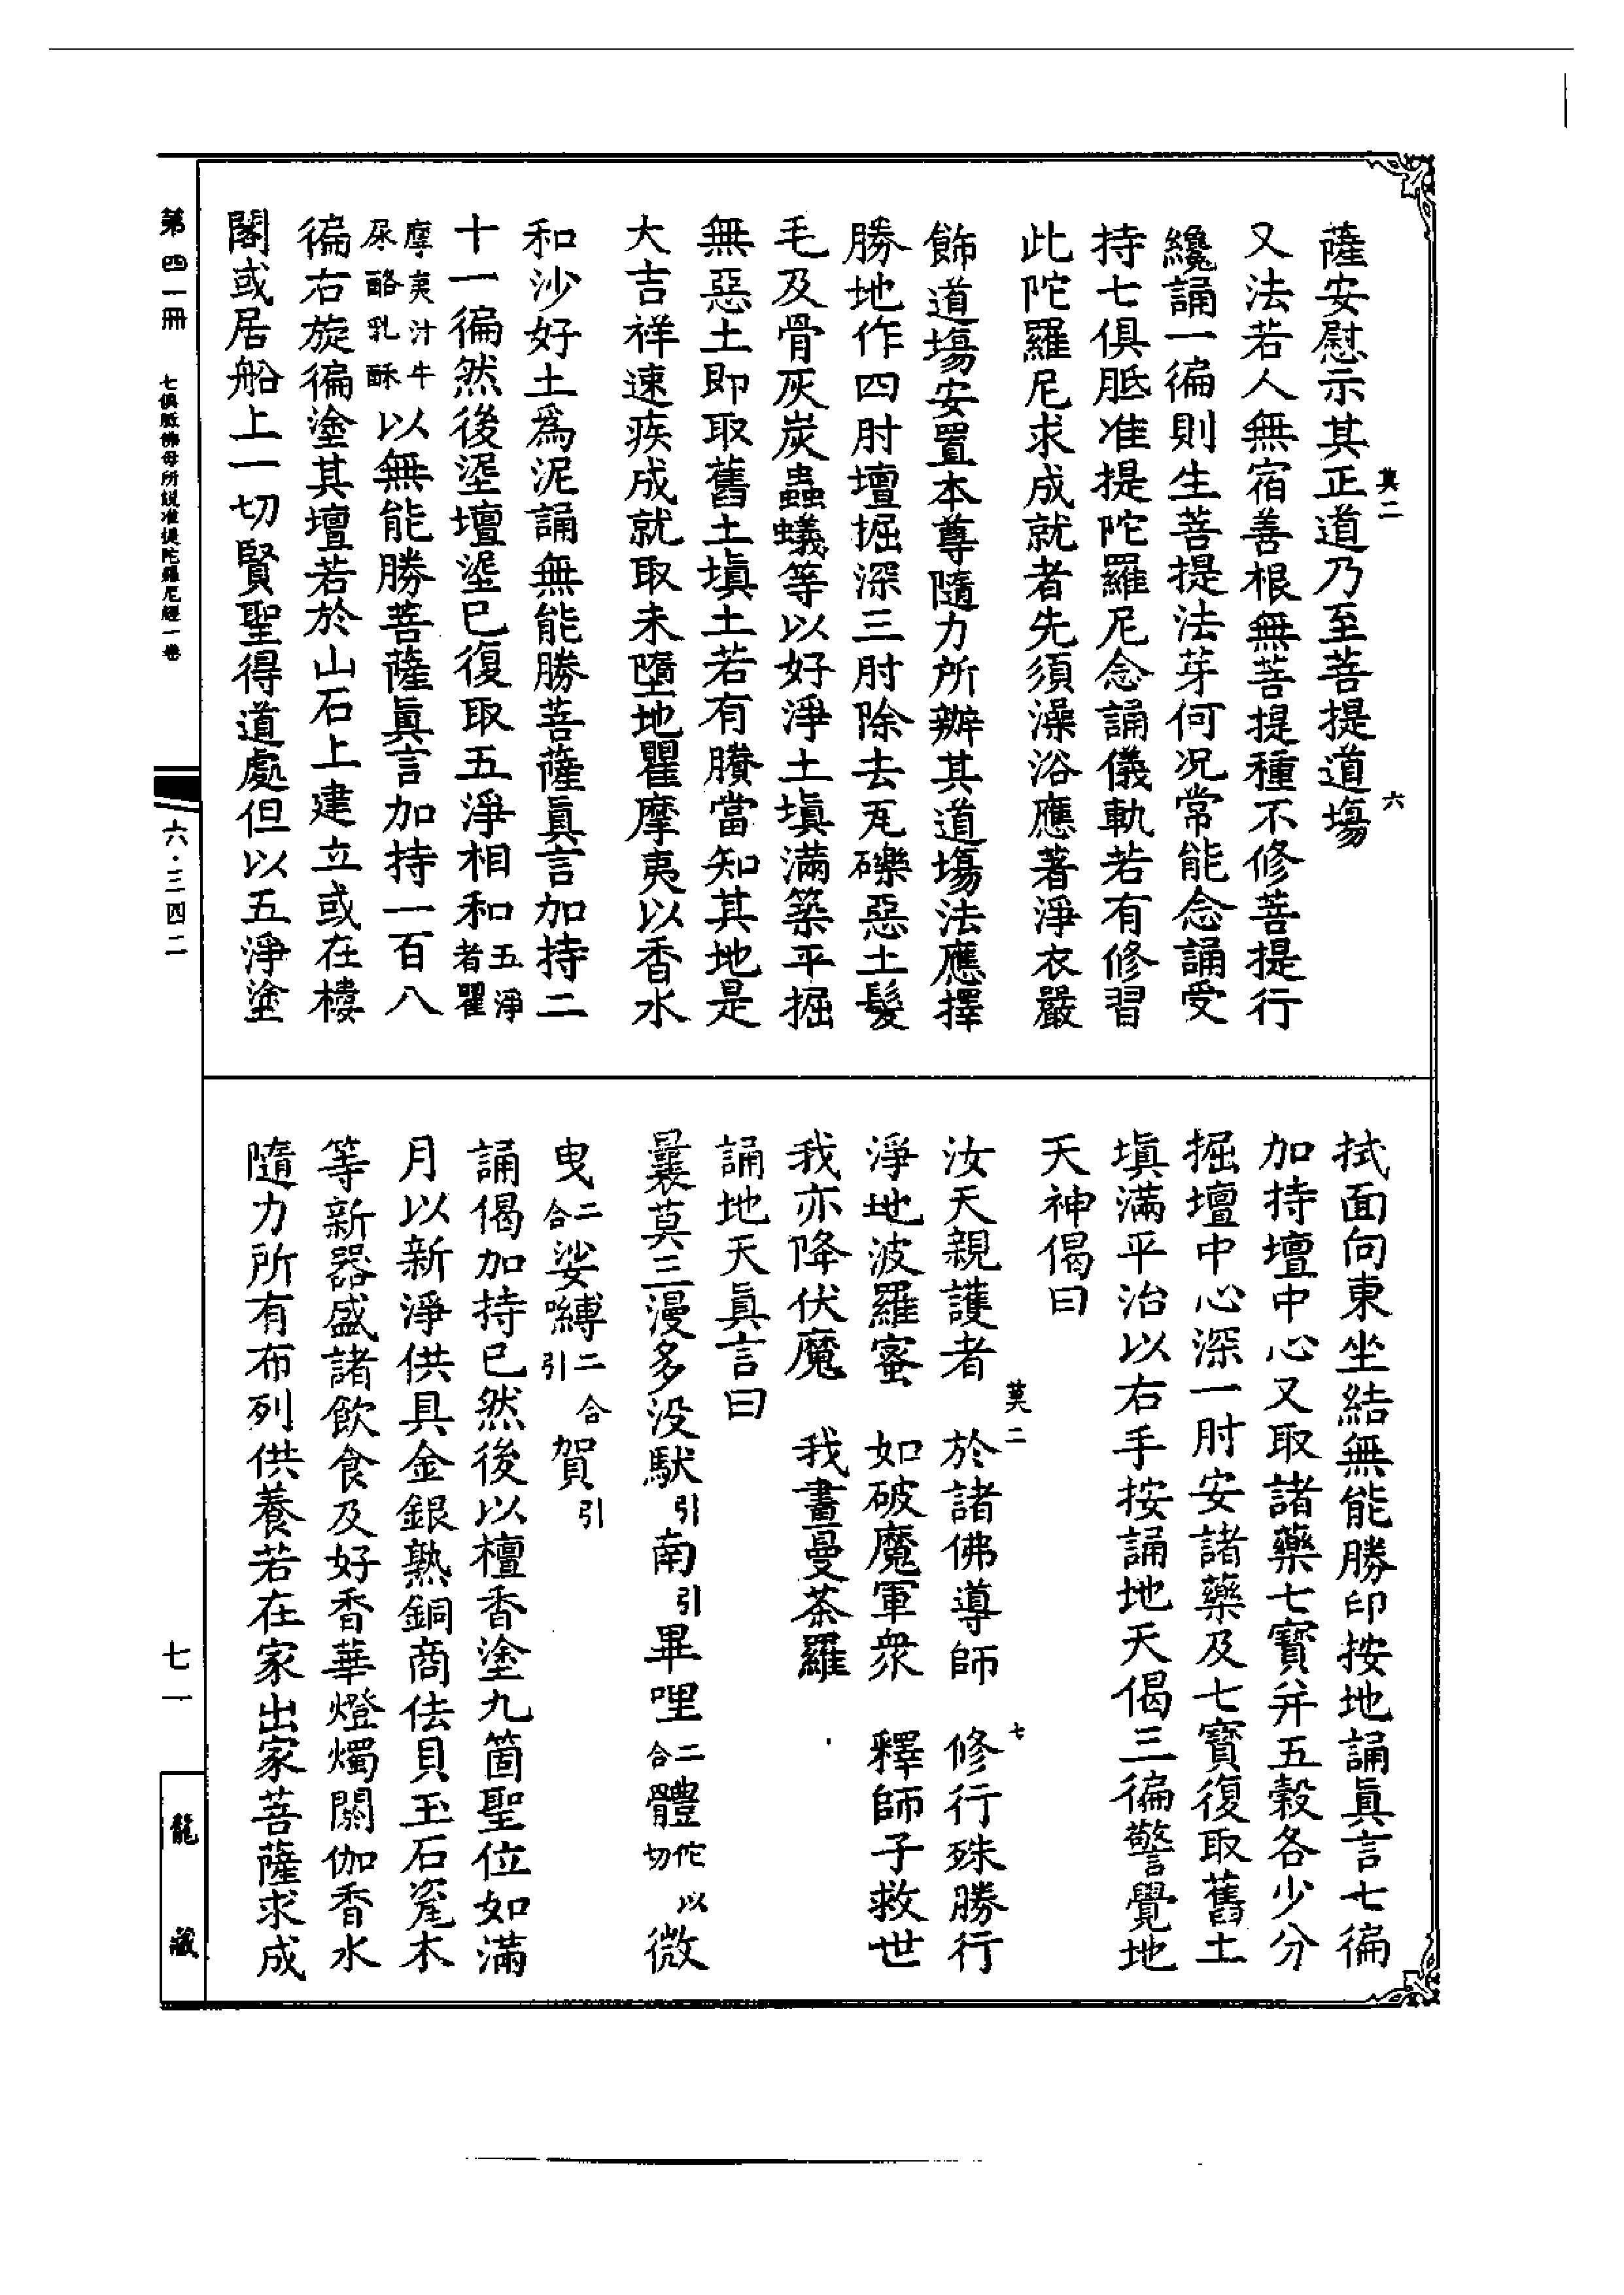 薩安慰示其正道乃至菩提道場
莫二
六
又法若人無宿善根無菩提種不修菩提行
纔誦一徧則生菩提法芽何况常能念誦受
持七俱胝准提陀羅尼念誦儀軌若有修習
此陀羅尼求成就者先須澡浴應著淨衣嚴
飾道場安置本尊隨力所辦其道場法應擇
勝地作四肘壇掘深三肘除去瓦礫惡土髮
毛及骨灰炭蟲蟻等以好淨土塡滿築平掘
無惡土即取舊土塡土若有賸當知其地是
大吉祥速疾成就取未墮地瞿摩夷以香水
和沙好土爲泥誦無能勝菩薩眞言加持二
十一徧然後塗壇塗已復取五淨相和五淨者瞿
摩夷汁牛尿酪乳酥以無能勝菩薩眞言加持一百八
徧右旋徧塗其壇若於山石上建立或在樓
閣或居船上一切賢聖得道處但以五淨塗
拭面向東坐結無能勝印按地誦眞言七徧
加持壇中心又取諸藥七寶并五穀各少分
掘壇中心深一肘安諸藥及七寶復取舊土
塡滿平治以右手按誦地天偈三徧警覺地
天神偈曰
莫二
七
汝天親護者　於諸佛導師　修行殊勝行
淨地波羅蜜　如破魔軍衆　釋師子救世
我亦降伏魔　我畫曼荼羅
誦地天眞言曰
曩莫三漫多没馱引南引畢哩二合體佗以切微
曳二合娑嚩二合引賀引
誦偈加持已然後以檀香塗九箇聖位如滿
月以新淨供具金銀熟銅商佉貝玉石瓷木
等新器盛諸飲食及好香華燈燭閼伽香水
隨力所有布列供養若在家出家菩薩求成
第四一冊
七俱胝佛母所說准提陀羅尼經一卷
六·三四二
七一
龍藏